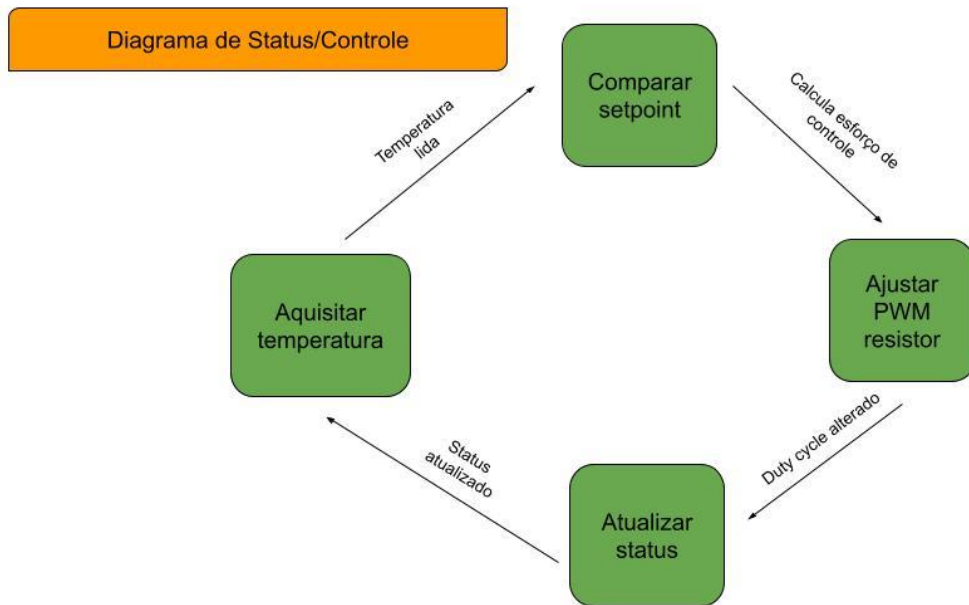 Diagrama de Status/Controle
Comparar
setpoint
Temperatura
lida
Calcula esforço de
controle
Aquisitar
temperatura
Ajustar
PWM
resistor
Duty cycle alterado
Status
atualizado
Atualizar
status